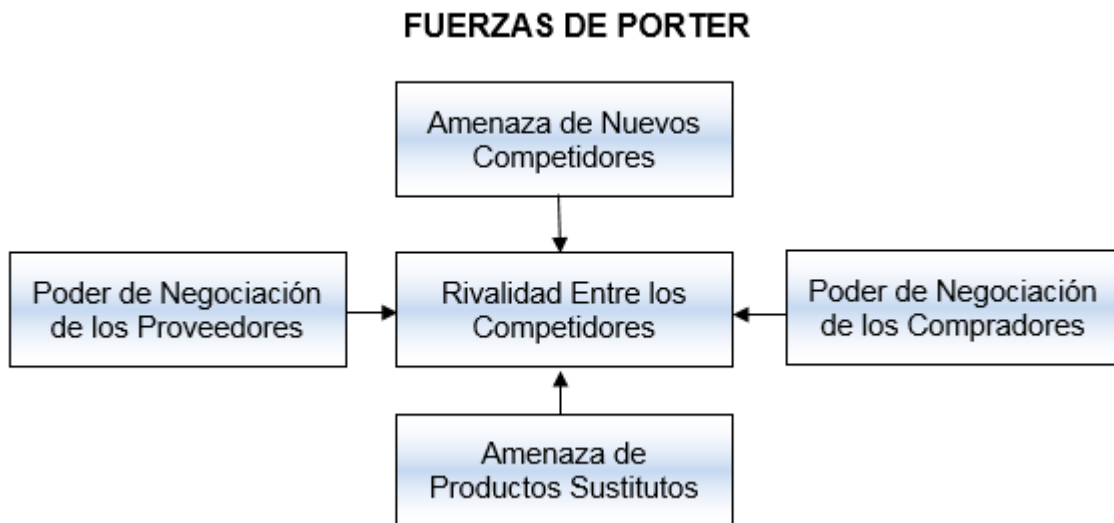 FUERZAS DE PORTER
Amenaza de Nuevos
Competidores
Poder de Negociación
de los Proveedores
Rivalidad Entre los
Competidores
Poder de Negociación
de los Compradores
Amenaza de
Productos Sustitutos